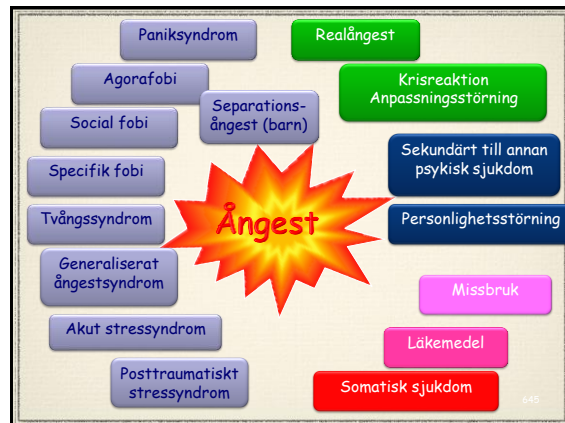 Paniksyndrom
Realångest
Agorafobi
Krisreaktion
Anpassningsstörning
Separations-
ångest (barn)
Social fobi
Sekundärt till annan
psykisk sjukdom
Specifik fobi
Tvångssyndrom
Ångest
Personlighetsstörning
Generaliserat
ångestsyndrom
Missbruk
Akut stressyndrom
Läkemedel
Posttraumatiskt
stressyndrom
Somatisk sjukdom
645